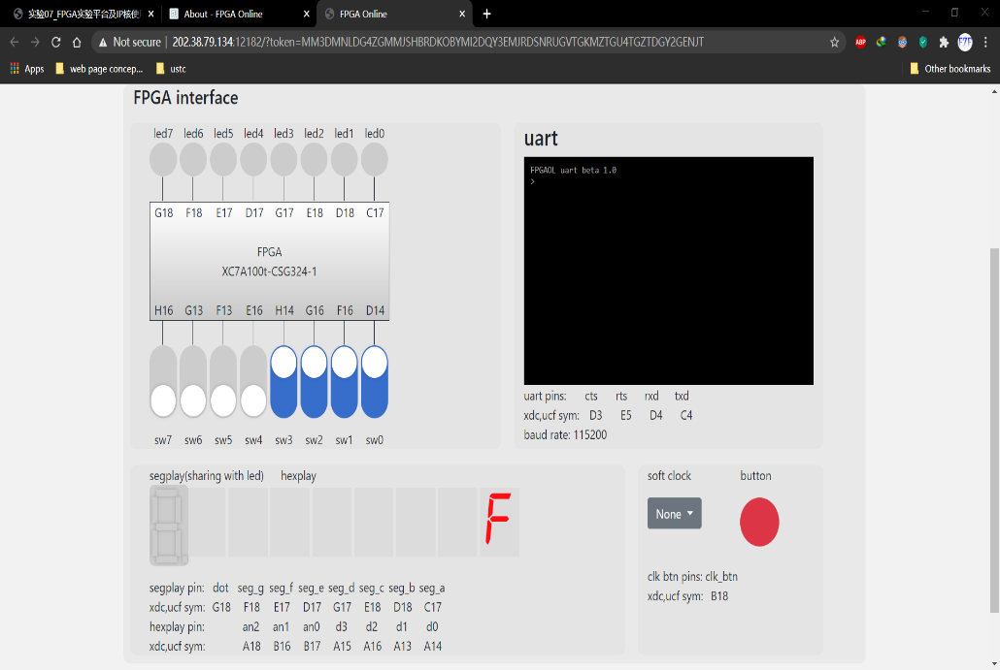 实验07_FPGA实验平台及IP核使 About - FPGA Online FPGA Online
Not secure 202.38.79.134:12182/?token=MM3DMNLDG4ZGMMJSHBRDKOBYMI2DQY3EMJRDSNRUGVTGKMZTGU4TGZTDGY2GENJT
ABP
Apps web page concep... ustc Other bookmarks
FPGA interface
led7 led6 led5 led4 led3 led2 led1 led0
G18 F18 E17 D17 G17 E18 D18 C17
FPGA
XC7A100t-CSG324-1
H16 G13 F13 E16 H14 G16 F16 D14
sw7 sw6 sw5 sw4 sw3 sw2 sw1 sw0
uart
FPGAOL uart beta 1.0
>
uart pins: cts rts rxd txd
xdc,ucf sym: D3 E5 D4 C4
baud rate: 115200
segplay(sharing with led) hexplay
F
segplay pin: dot seg_g seg_f seg_e seg_d seg_c seg_b seg_a
xdc,ucf sym: G18 F18 E17 D17 G17 E18 D18 C17
hexplay pin: an2 an1 an0 d3 d2 d1 d0
xdc,ucf sym: A18 B16 B17 A15 A16 A13 A14
soft clock button
None
clk btn pins: clk_btn
xdc,ucf sym: B18